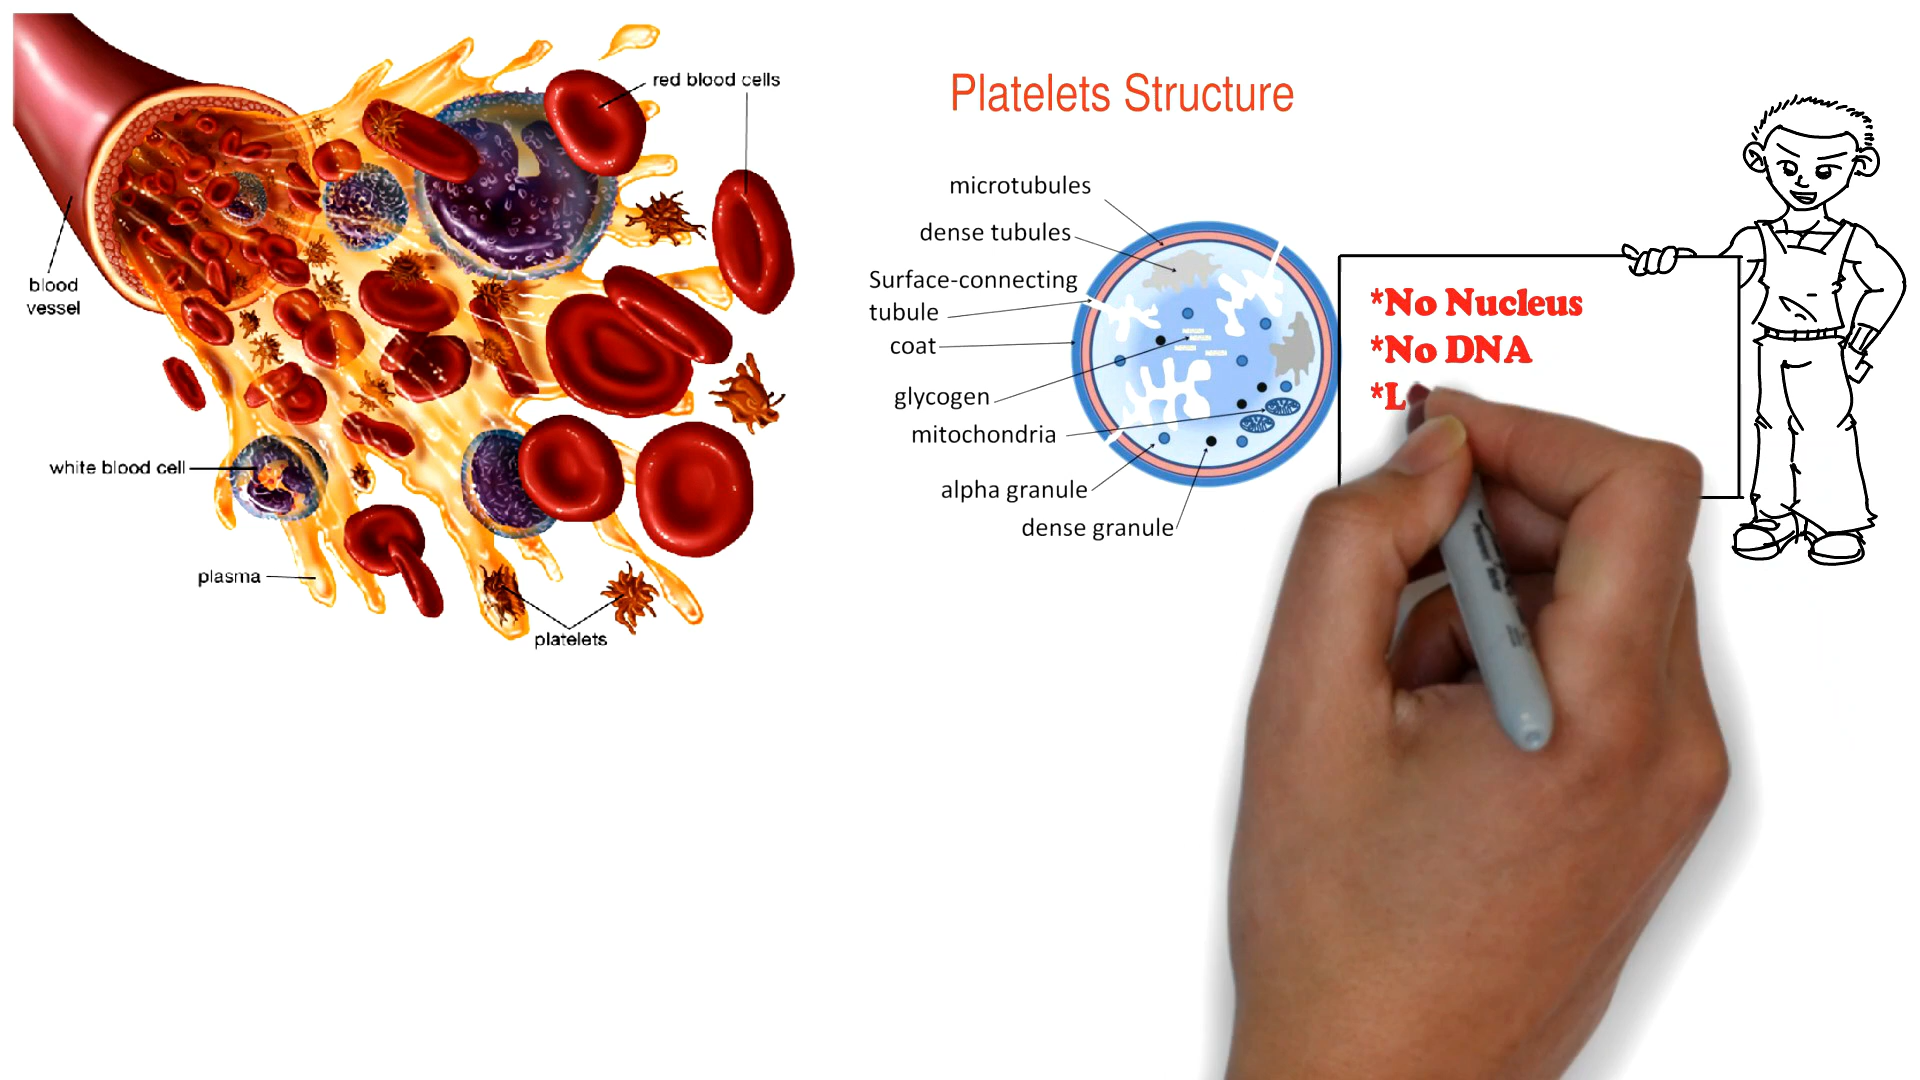 red blood cells
blood
vessel
white blood cell
plasma
platelets
Platelets Structure
microtubules
dense tubules
Surface-connecting
tubule
coat
glycogen
mitochondria
alpha granule
dense granule
*No Nucleus
*No DNA
*L